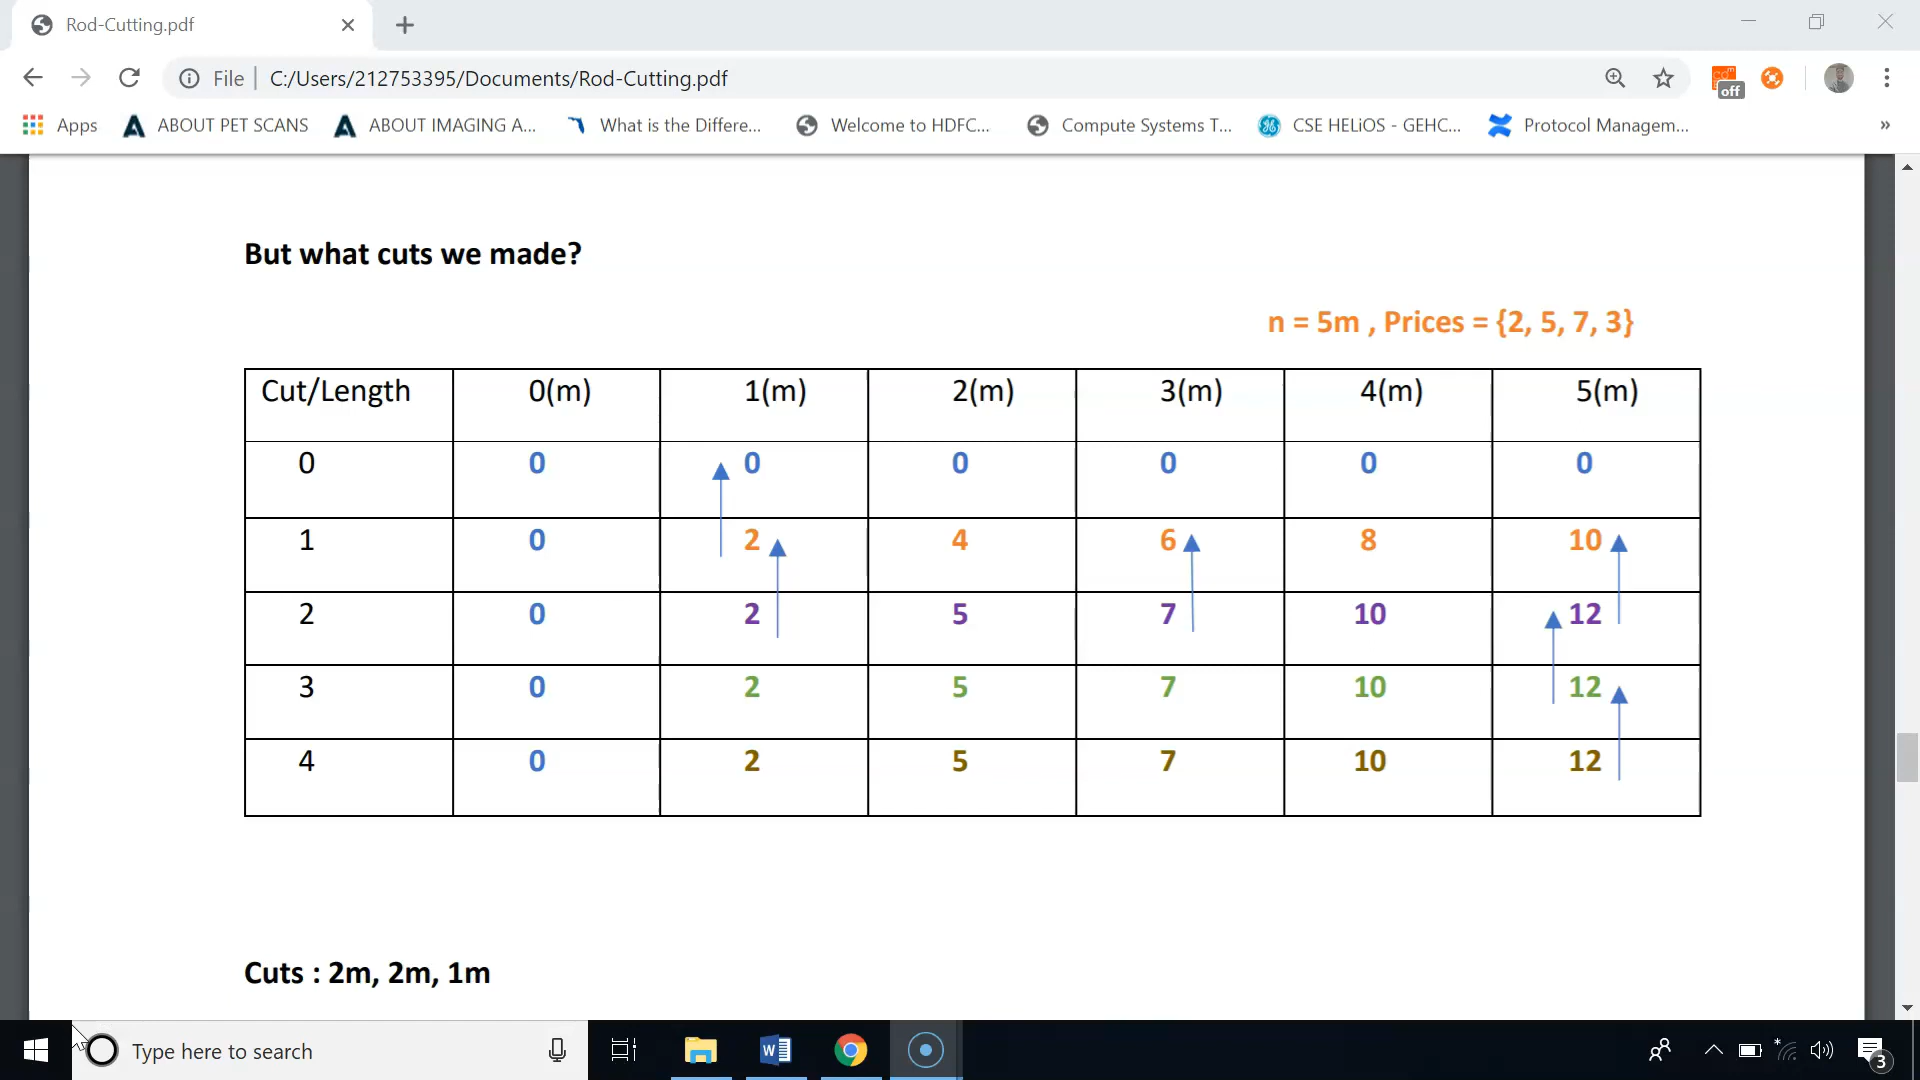 Rod-Cutting.pdf
File C:/Users/212753395/Documents/Rod-Cutting.pdf
off
Apps ABOUT PET SCANS ABOUT IMAGING A... What is the Differe... Welcome to HDFC... Compute Systems T... CSE HELiOS - GEHC... Protocol Managem... »
But what cuts we made?
n = 5m , Prices = {2, 5, 7, 3}
Cut/Length 0(m) 1(m) 2(m) 3(m) 4(m) 5(m)
0 0 0 0 0 0 0
1 0 2 4 6 8 10
2 0 2 5 7 10 12
3 0 2 5 7 10 12
4 0 2 5 7 10 12
Cuts : 2m, 2m, 1m
Type here to search
3